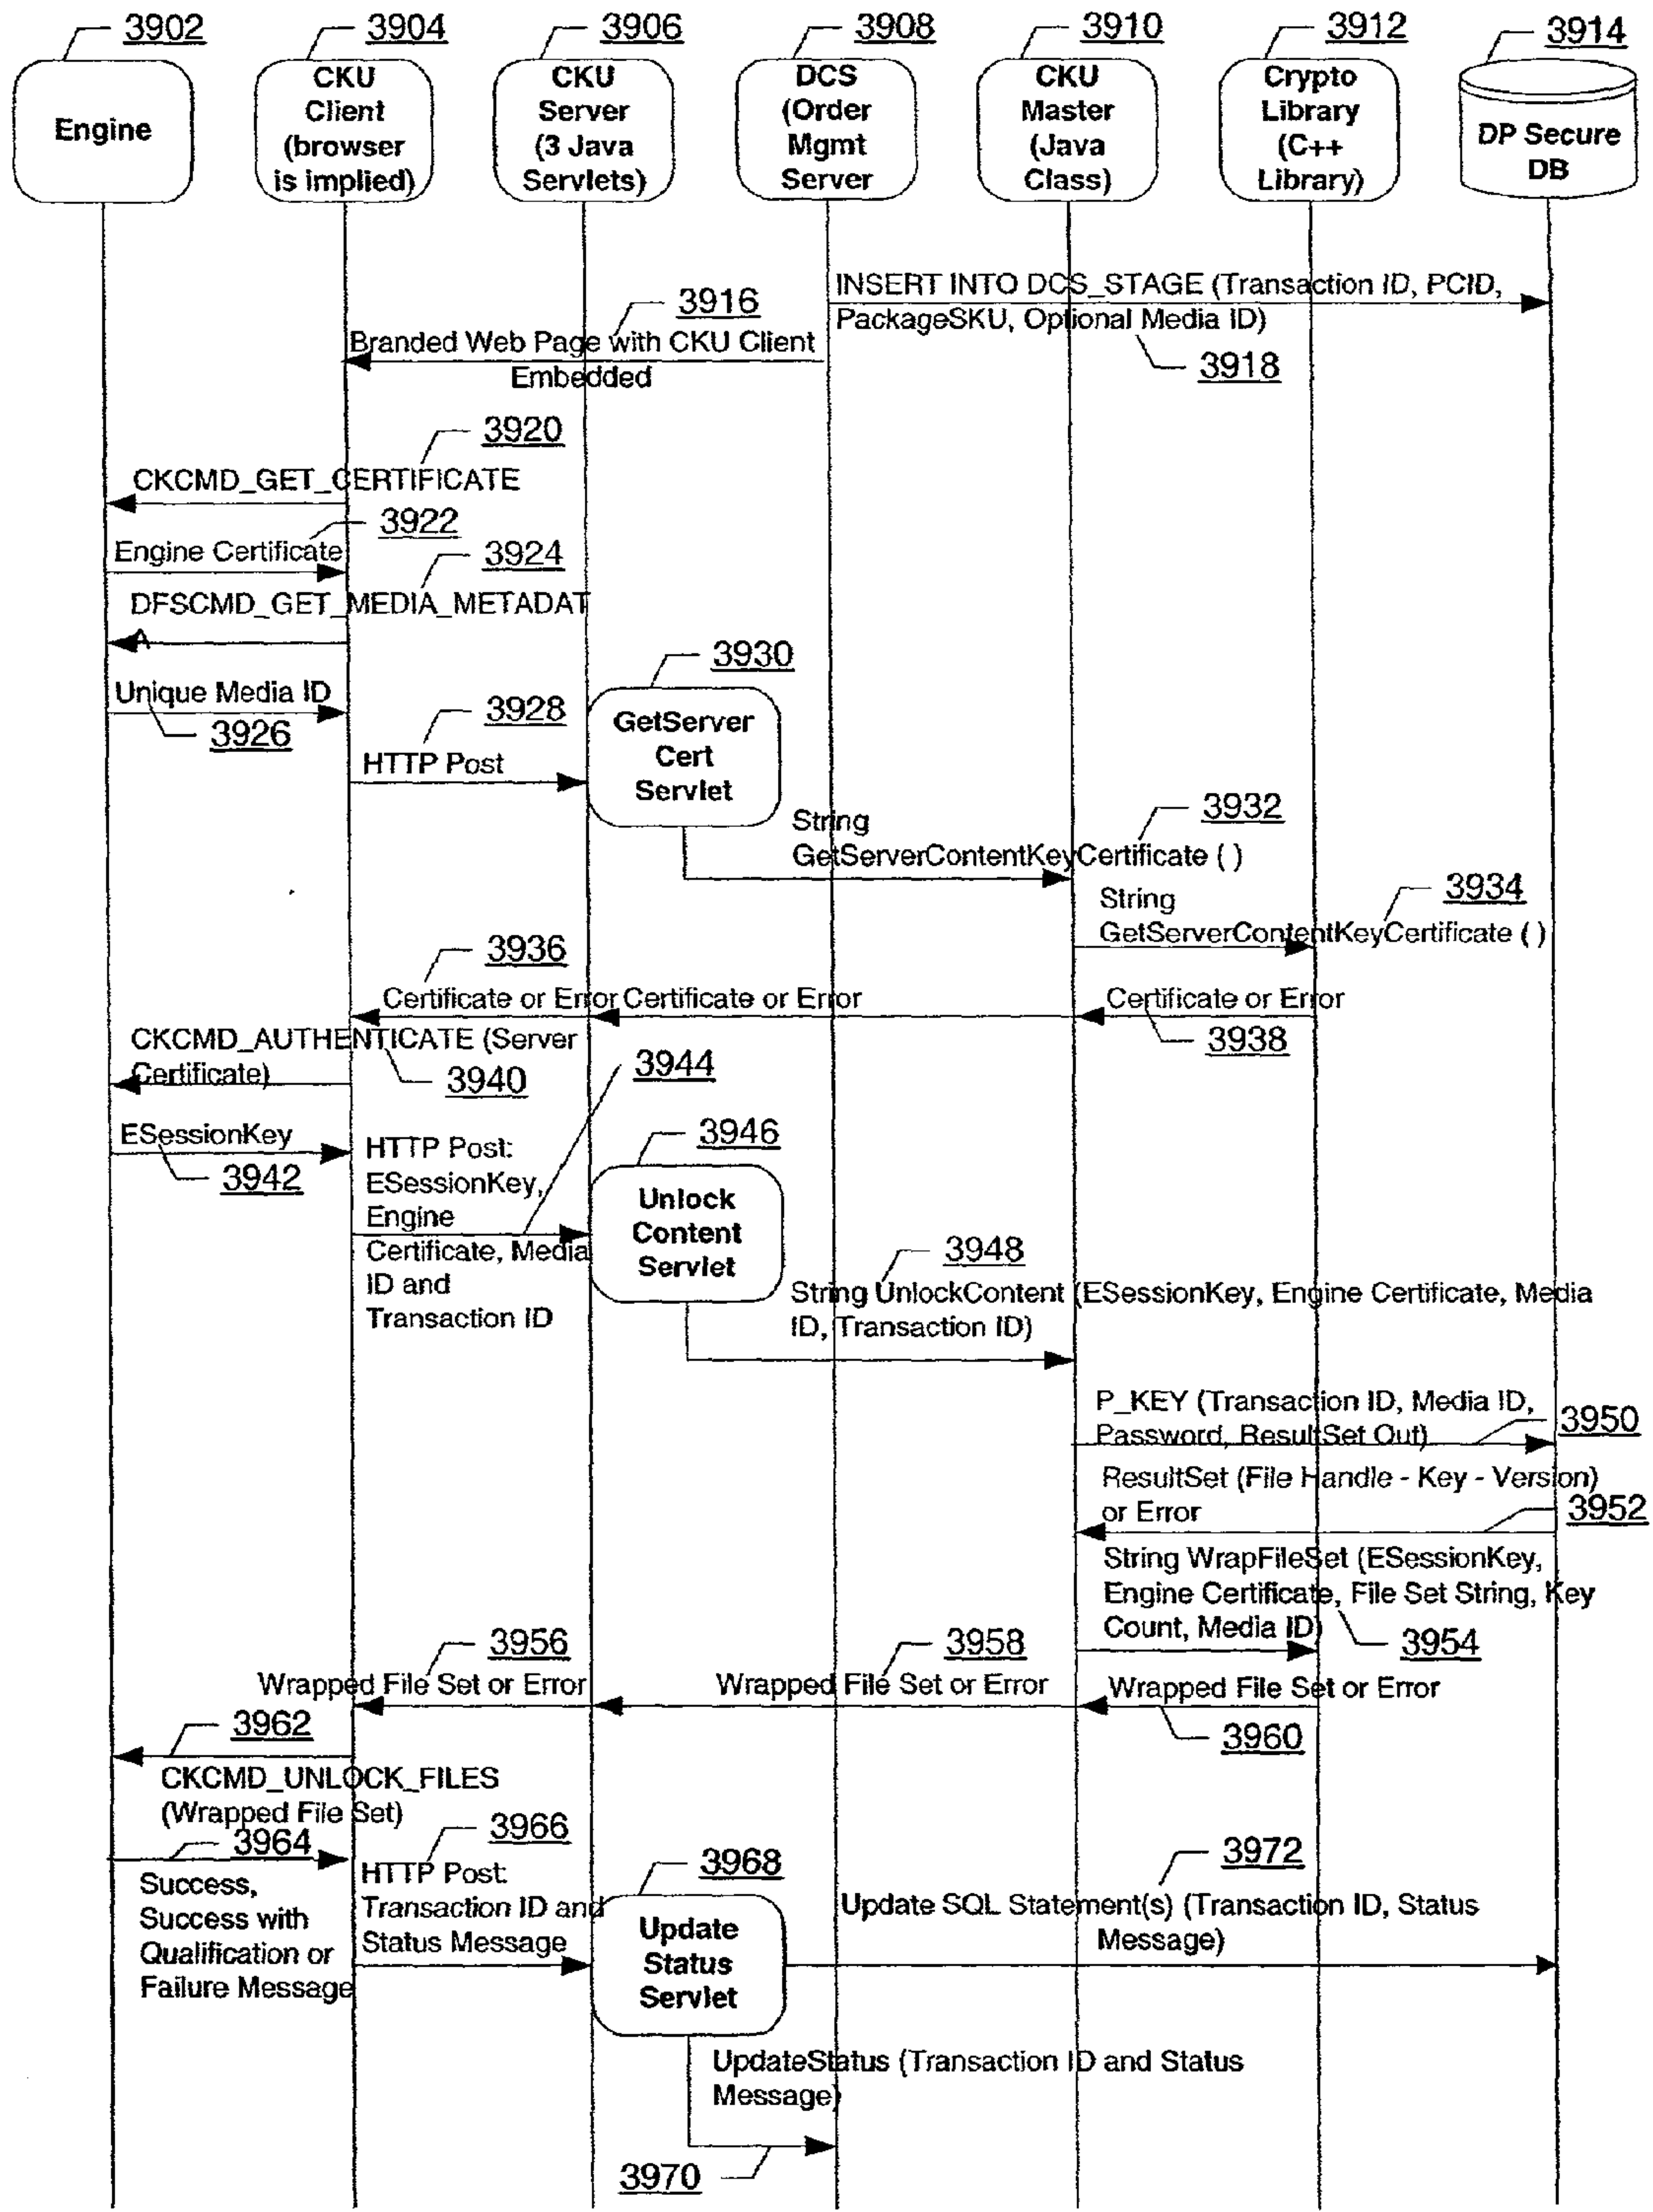 3902
3904
3906
3908
3910
3912
3914
Engine
CKU
Client
(browser
is implied)
CKU
Server
(3 Java
Servlets)
DCS
(Order
Mgmt
Server
CKU
Master
(Java
Class)
Crypto
Library
(C++
Library)
DP Secure
DB
INSERT INTO DCS_STAGE (Transaction ID, PCID,
PackageSKU, Optional Media ID)
3918
3916
Branded Web Page with CKU Client
Embedded
3920
CKCMD_GET_CERTIFICATE
3922
Engine Certificate
3924
DFSCMD_GET_MEDIA_METADAT
A
Unique Media ID
3926
3928
HTTP Post
3930
GetServer
Cert
Servlet
3932
String
GetServerContentKeyCertificate ( )
3934
String
GetServerContentKeyCertificate ( )
3936
Certificate or Error Certificate or Error
Certificate or Error
3938
CKCMD_AUTHENTICATE (Server
Certificate)
3940
3944
ESessionKey
3942
HTTP Post:
ESessionKey,
Engine
Certificate, Media
ID and
Transaction ID
3946
Unlock
Content
Servlet
3948
String UnlockContent (ESessionKey, Engine Certificate, Media
ID, Transaction ID)
P_KEY (Transaction ID, Media ID,
Password, ResultSet Out)
3950
ResultSet (File Handle - Key - Version)
or Error
3952
String WrapFileSet (ESessionKey,
Engine Certificate, File Set String, Key
Count, Media ID)
3954
3956
Wrapped File Set or Error
3958
Wrapped File Set or Error
Wrapped File Set or Error
3960
3962
CKCMD_UNLOCK_FILES
(Wrapped File Set)
3964
Success,
Success with
Qualification or
Failure Message
3966
HTTP Post:
Transaction ID and
Status Message
3968
Update
Status
Servlet
3972
Update SQL Statement(s) (Transaction ID, Status
Message)
UpdateStatus (Transaction ID and Status
Message)
3970